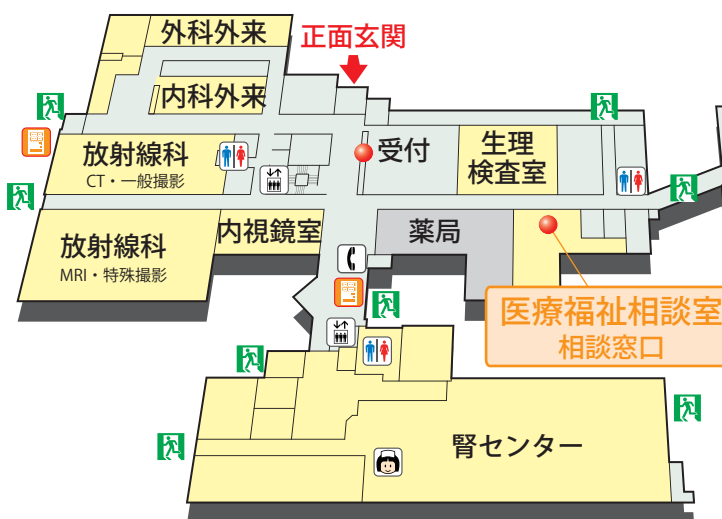 外科外来
正面玄関
内科外来
放射線科
CT・一般撮影
受付
生理
検査室
放射線科
MRI・特殊撮影
内視鏡室
薬局
医療福祉相談室
相談窓口
腎センター